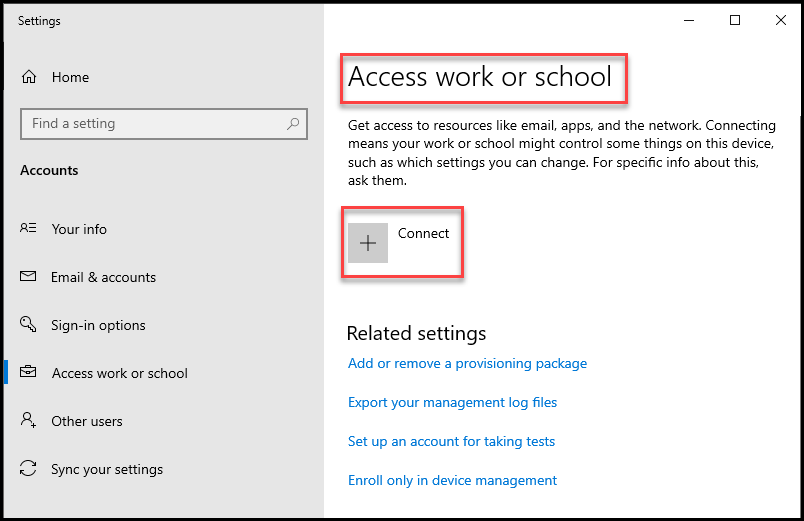 Settings
Home
Find a setting
Accounts
Your info
Email & accounts
Sign-in options
Access work or school
Other users
Sync your settings
Access work or school
Get access to resources like email, apps, and the network. Connecting
means your work or school might control some things on this device,
such as which settings you can change. For specific info about this,
ask them.
Connect
Related settings
Add or remove a provisioning package
Export your management log files
Set up an account for taking tests
Enroll only in device management